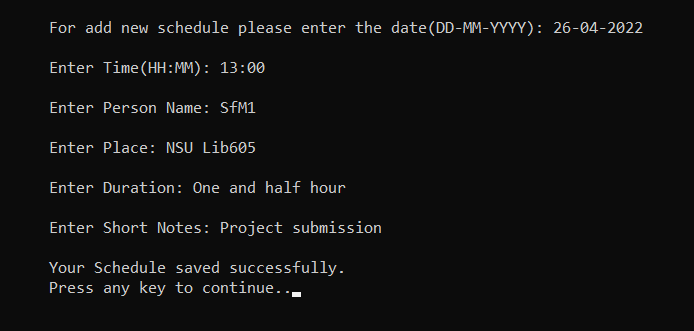 For add new schedule please enter the date(DD-MM-YYYY): 26-04-2022
Enter Time(HH:MM): 13:00
Enter Person Name: SfM1
Enter Place: NSU Lib605
Enter Duration: One and half hour
Enter Short Notes: Project submission
Your Schedule saved successfully.
Press any key to continue..